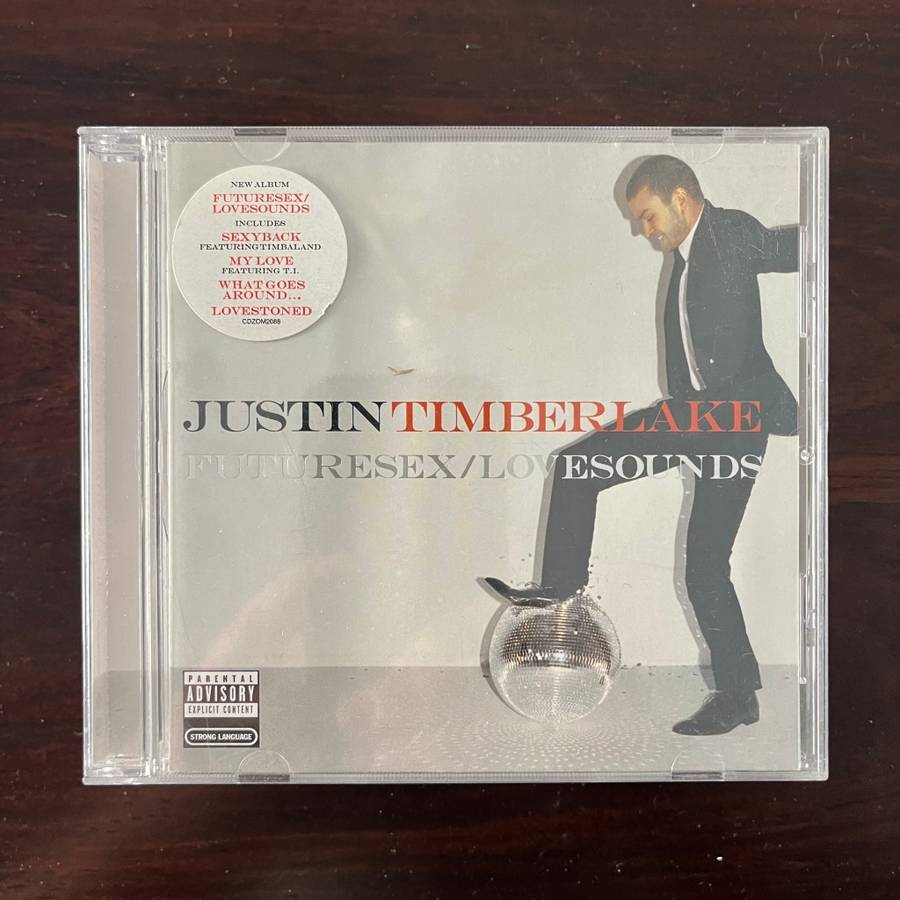 NEW ALBUM
FUTURESEX/
LOVESOUNDS
INCLUDES
SEXYBACK
FEATURING TIMBALAND
MY LOVE
FEATURING T.I.
WHAT GOES
AROUND...
LOVESTONED
CDZOM2088
JUSTIN TIMBERLAKE
FUTURESEX/LOVESOUNDS
PARENTAL
ADVISORY
EXPLICIT CONTENT
STRONG LANGUAGE